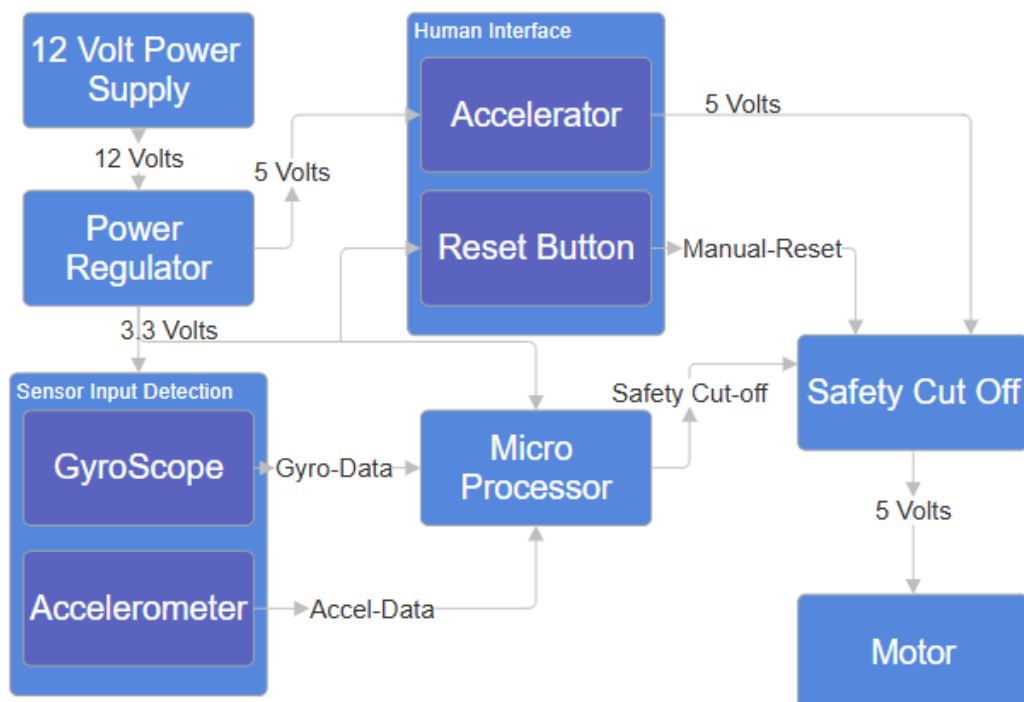 12 Volt Power
Supply
12 Volts
Power
Regulator
5 Volts
3.3 Volts
Human Interface
Accelerator
Reset Button
5 Volts
Manual-Reset
Sensor Input Detection
GyroScope
Accelerometer
Gyro-Data
Accel-Data
Micro
Processor
Safety Cut-off
Safety Cut Off
5 Volts
Motor